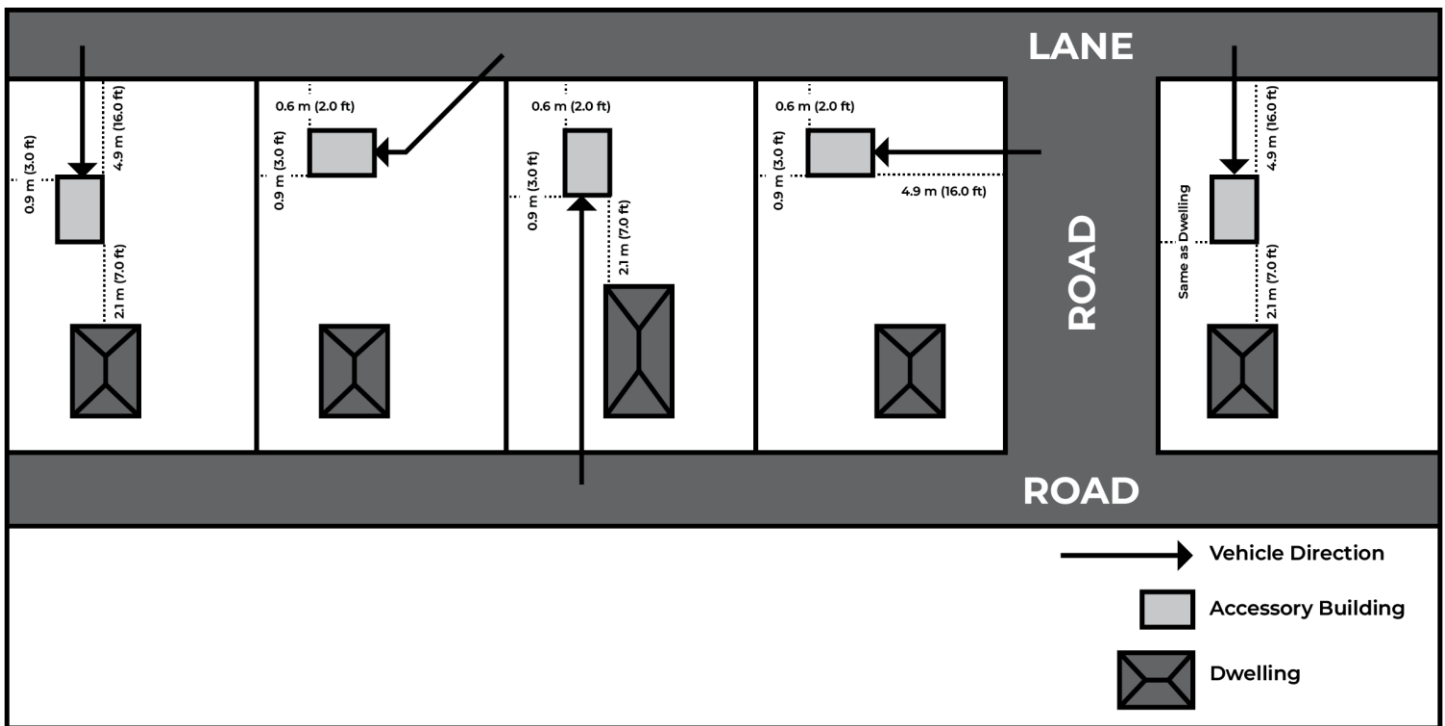 LANE
4.9 m (16.0 ft)
0.9 m (3.0 ft)
2.1 m (7.0 ft)
0.6 m (2.0 ft)
0.9 m (3.0 ft)
0.6 m (2.0 ft)
0.9 m (3.0 ft)
2.1 m (7.0 ft)
0.6 m (2.0 ft)
0.9 m (3.0 ft)
4.9 m (16.0 ft)
ROAD
4.9 m (16.0 ft)
Same as Dwelling
2.1 m (7.0 ft)
ROAD
Vehicle Direction
Accessory Building
Dwelling